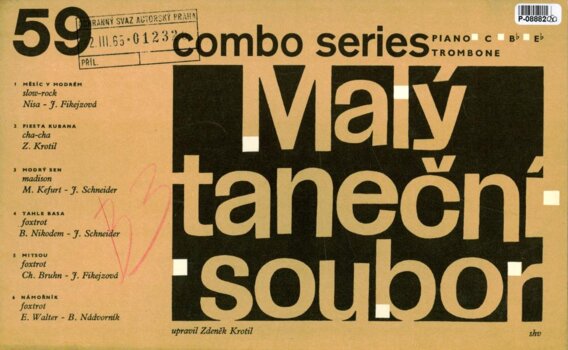 59
OCHRANNÝ SVAZ AUTORSKÝ PRAHA
2.III.65-01232
PŘÍL.
combo series
PIANO C B♭ E♭
TROMBONE
P-08882
Malý
taneční
soubor
1 MĚSÍC V MODRÉM
slow-rock
Nisa - J. Fikejzová
2 FIESTA KUBANA
cha-cha
Z. Krotil
3 MODRÝ SEN
madison
M. Kefurt - J. Schneider
4 TAHLE BASA
foxtrot
B. Nikodem - J. Schneider
5 MITSOU
foxtrot
Ch. Bruhn - J. Fikejzová
6 NÁMOŘNÍK
foxtrot
E. Walter - B. Nádvorník
upravil Zdeněk Krotil
shv